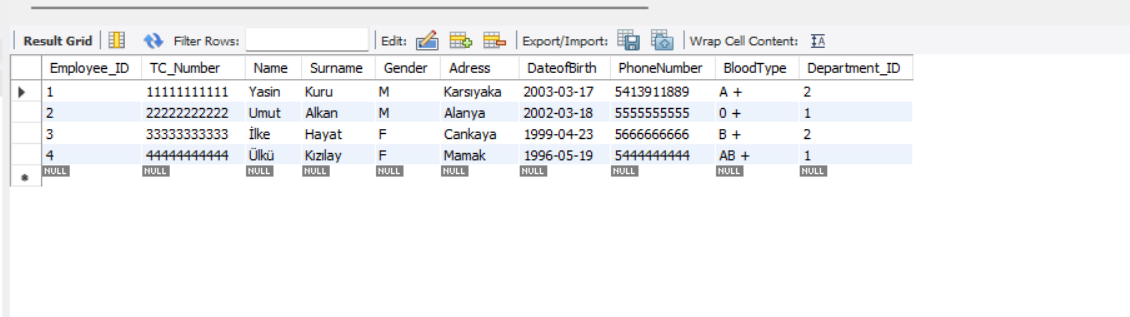 Result Grid Filter Rows: Edit: Export/Import: Wrap Cell Content: IA
Employee_ID TC_Number Name Surname Gender Adress DateofBirth PhoneNumber BloodType Department_ID
1 11111111111 Yasin Kuru M Karsıyaka 2003-03-17 5413911889 A + 2
2 22222222222 Umut Alkan M Alanya 2002-03-18 5555555555 0 + 1
3 33333333333 İlke Hayat F Cankaya 1999-04-23 5666666666 B + 2
4 44444444444 Ülkü Kızılay F Mamak 1996-05-19 5444444444 AB + 1
NULL NULL NULL NULL NULL NULL NULL NULL NULL NULL